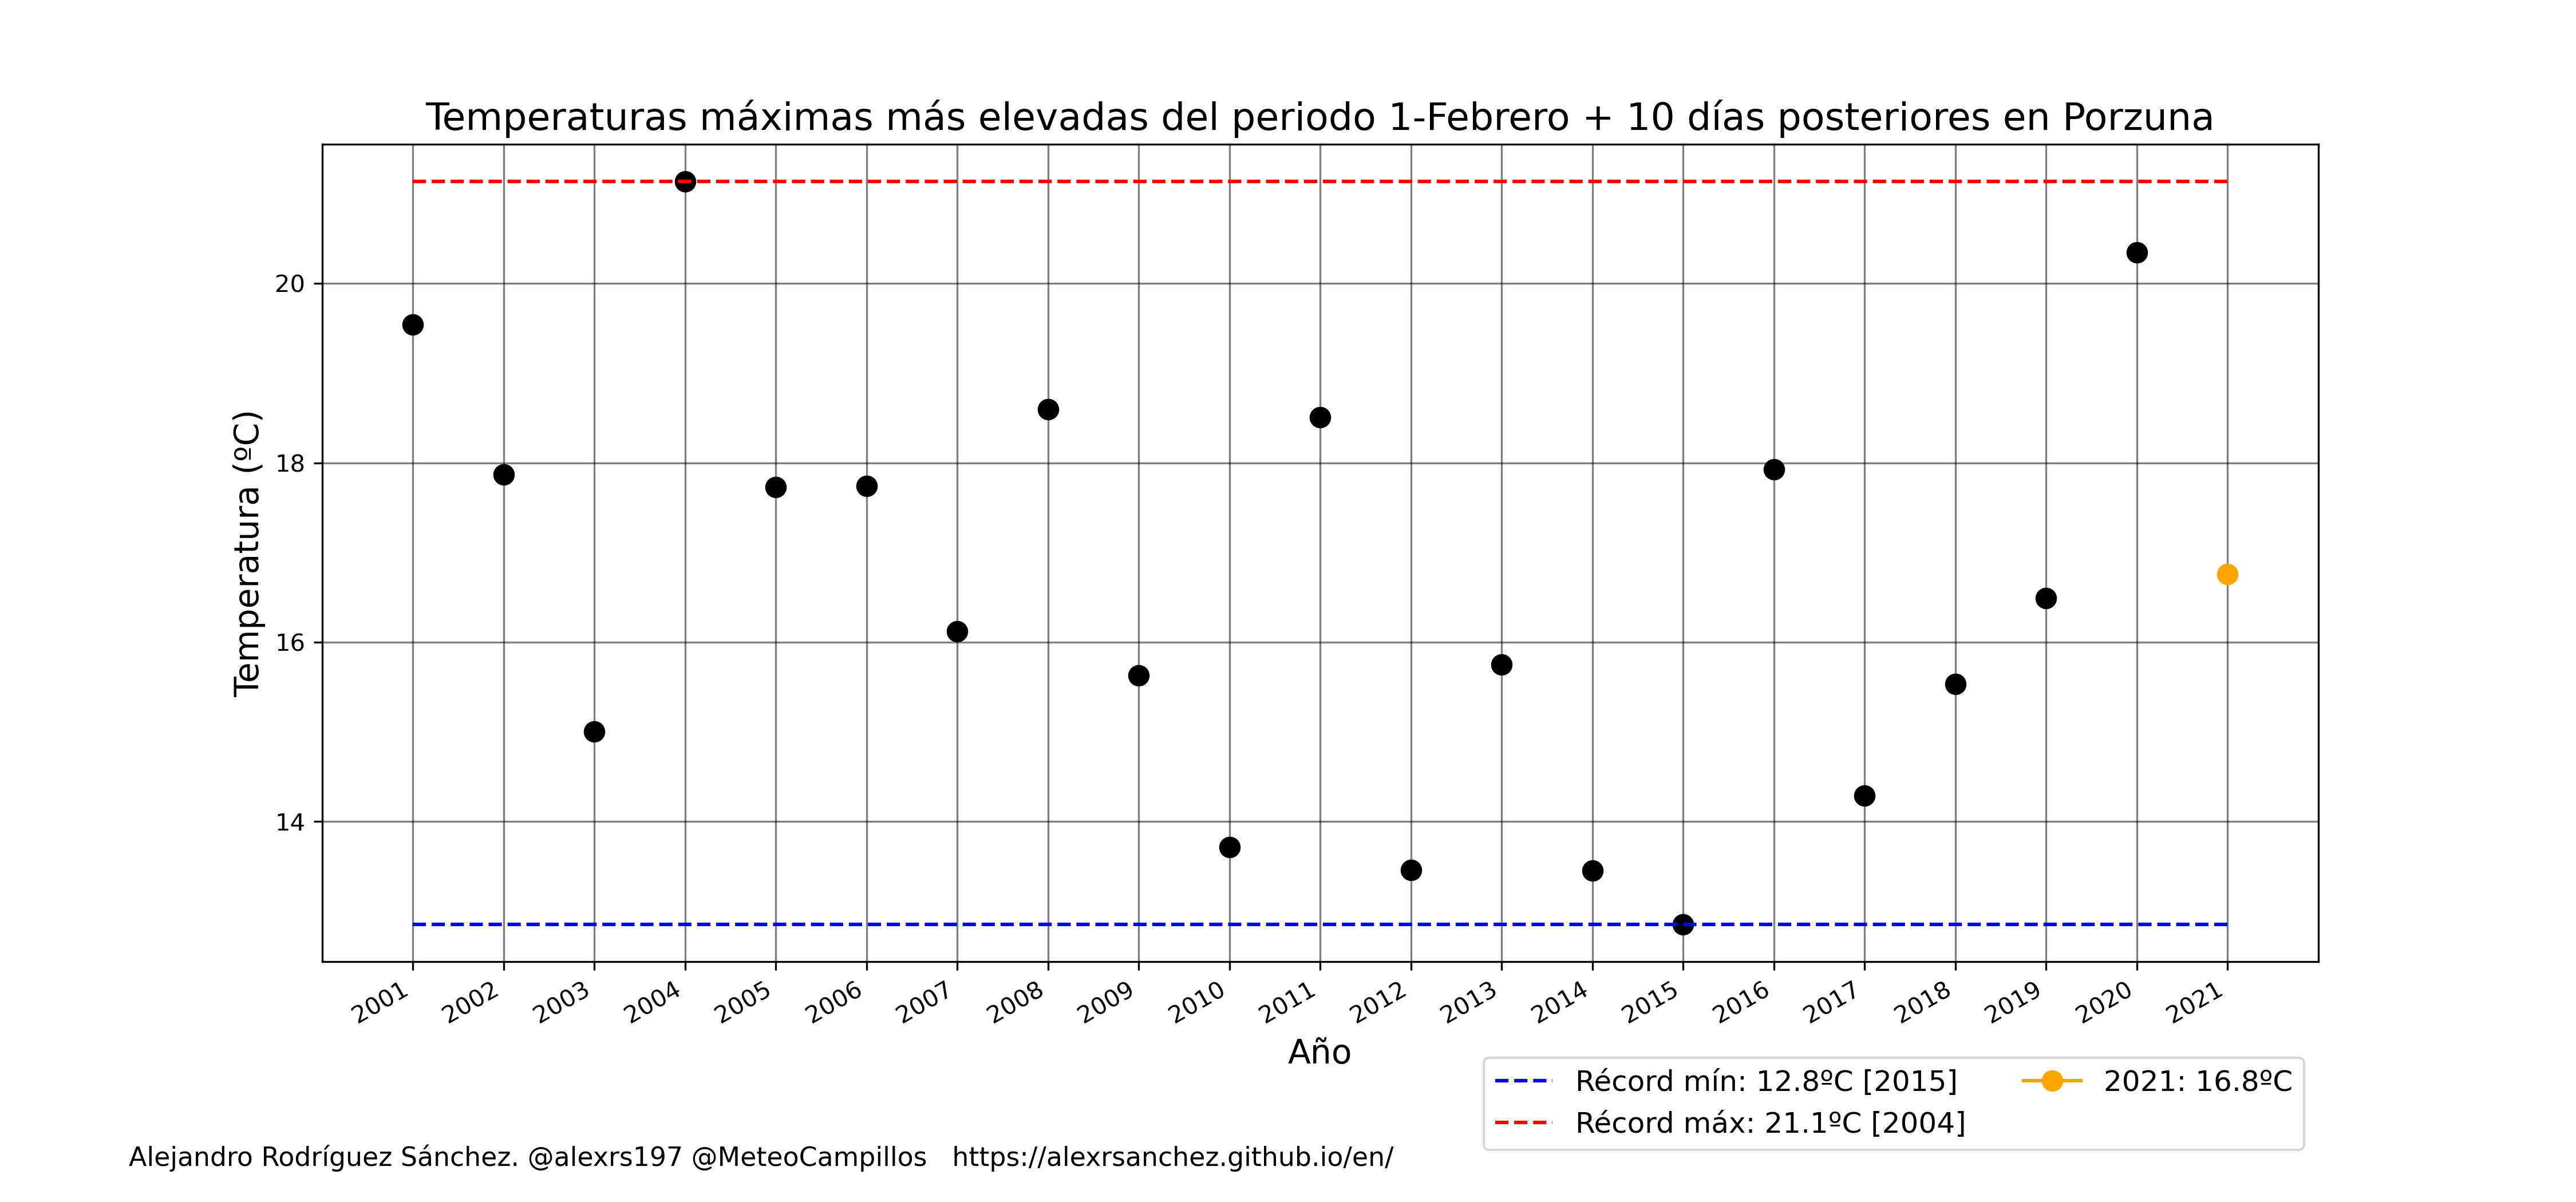 Temperaturas máximas más elevadas del periodo 1-Febrero + 10 días posteriores en Porzuna
Temperatura (ºC)
20
18
16
14
2001 2002 2003 2004 2005 2006 2007 2008 2009 2010 2011 2012 2013 2014 2015 2016 2017 2018 2019 2020 2021
Año
Récord mín: 12.8ºC [2015]
Récord máx: 21.1ºC [2004]
2021: 16.8ºC
Alejandro Rodríguez Sánchez. @alexrs197 @MeteoCampillos https://alexrsanchez.github.io/en/